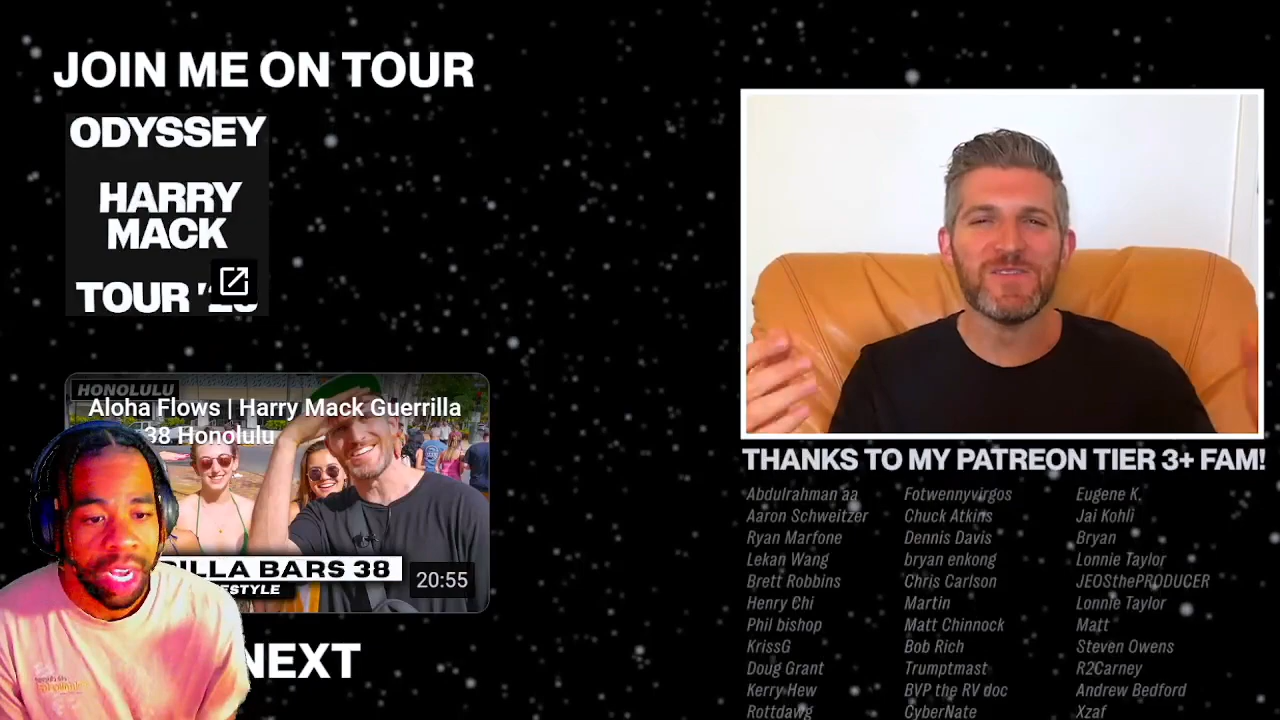 JOIN ME ON TOUR
ODYSSEY
HARRY
MACK
TOUR
HONOLULU
Aloha Flows | Harry Mack Guerrilla
38 Honolulu
BARS 38
20:55
NEXT
THANKS TO MY PATREON TIER 3+ FAM!
Abdulrahman aa Fotwennyvirgos Eugene K.
Aaron Schweitzer Chuck Atkins Jai Kohli
Ryan Marfone Dennis Davis Bryan
Lekan Wang bryan enkong Lonnie Taylor
Brett Robbins Chris Carlson JEOSthePRODUCER
Henry Chi Martin Lonnie Taylor
Phil bishop Matt Chinnock Matt
KrissG Bob Rich Steven Owens
Doug Grant Trumptmast R2Carney
Kerry Hew BVP the RV doc Andrew Bedford
Rottdawg CyberNate Xzaf